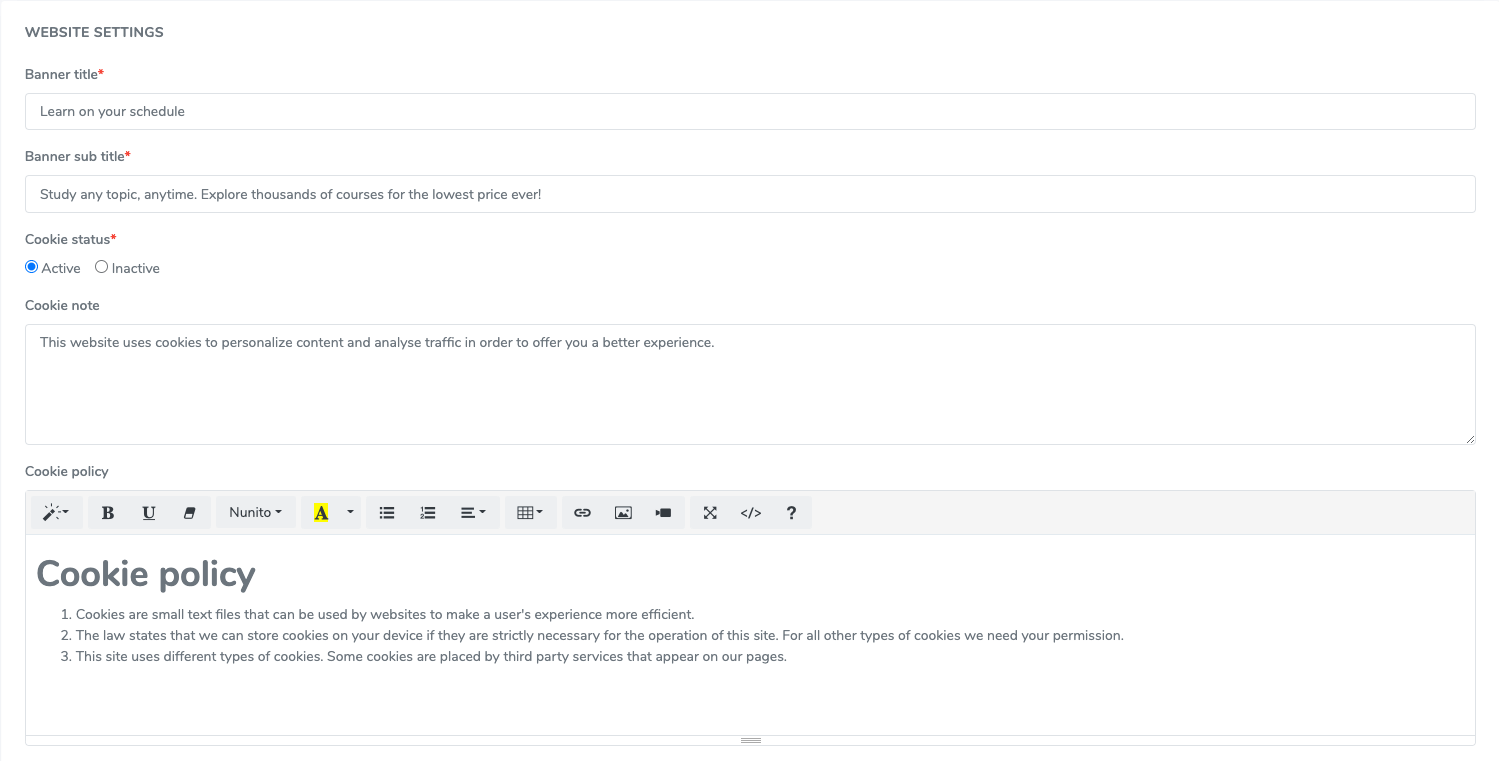 WEBSITE SETTINGS
Banner title*
Learn on your schedule
Banner sub title*
Study any topic, anytime. Explore thousands of courses for the lowest price ever!
Cookie status*
Active Inactive
Cookie note
This website uses cookies to personalize content and analyse traffic in order to offer you a better experience.
Cookie policy
B U Nunito A </> ?
Cookie policy
1. Cookies are small text files that can be used by websites to make a user's experience more efficient.
2. The law states that we can store cookies on your device if they are strictly necessary for the operation of this site. For all other types of cookies we need your permission.
3. This site uses different types of cookies. Some cookies are placed by third party services that appear on our pages.